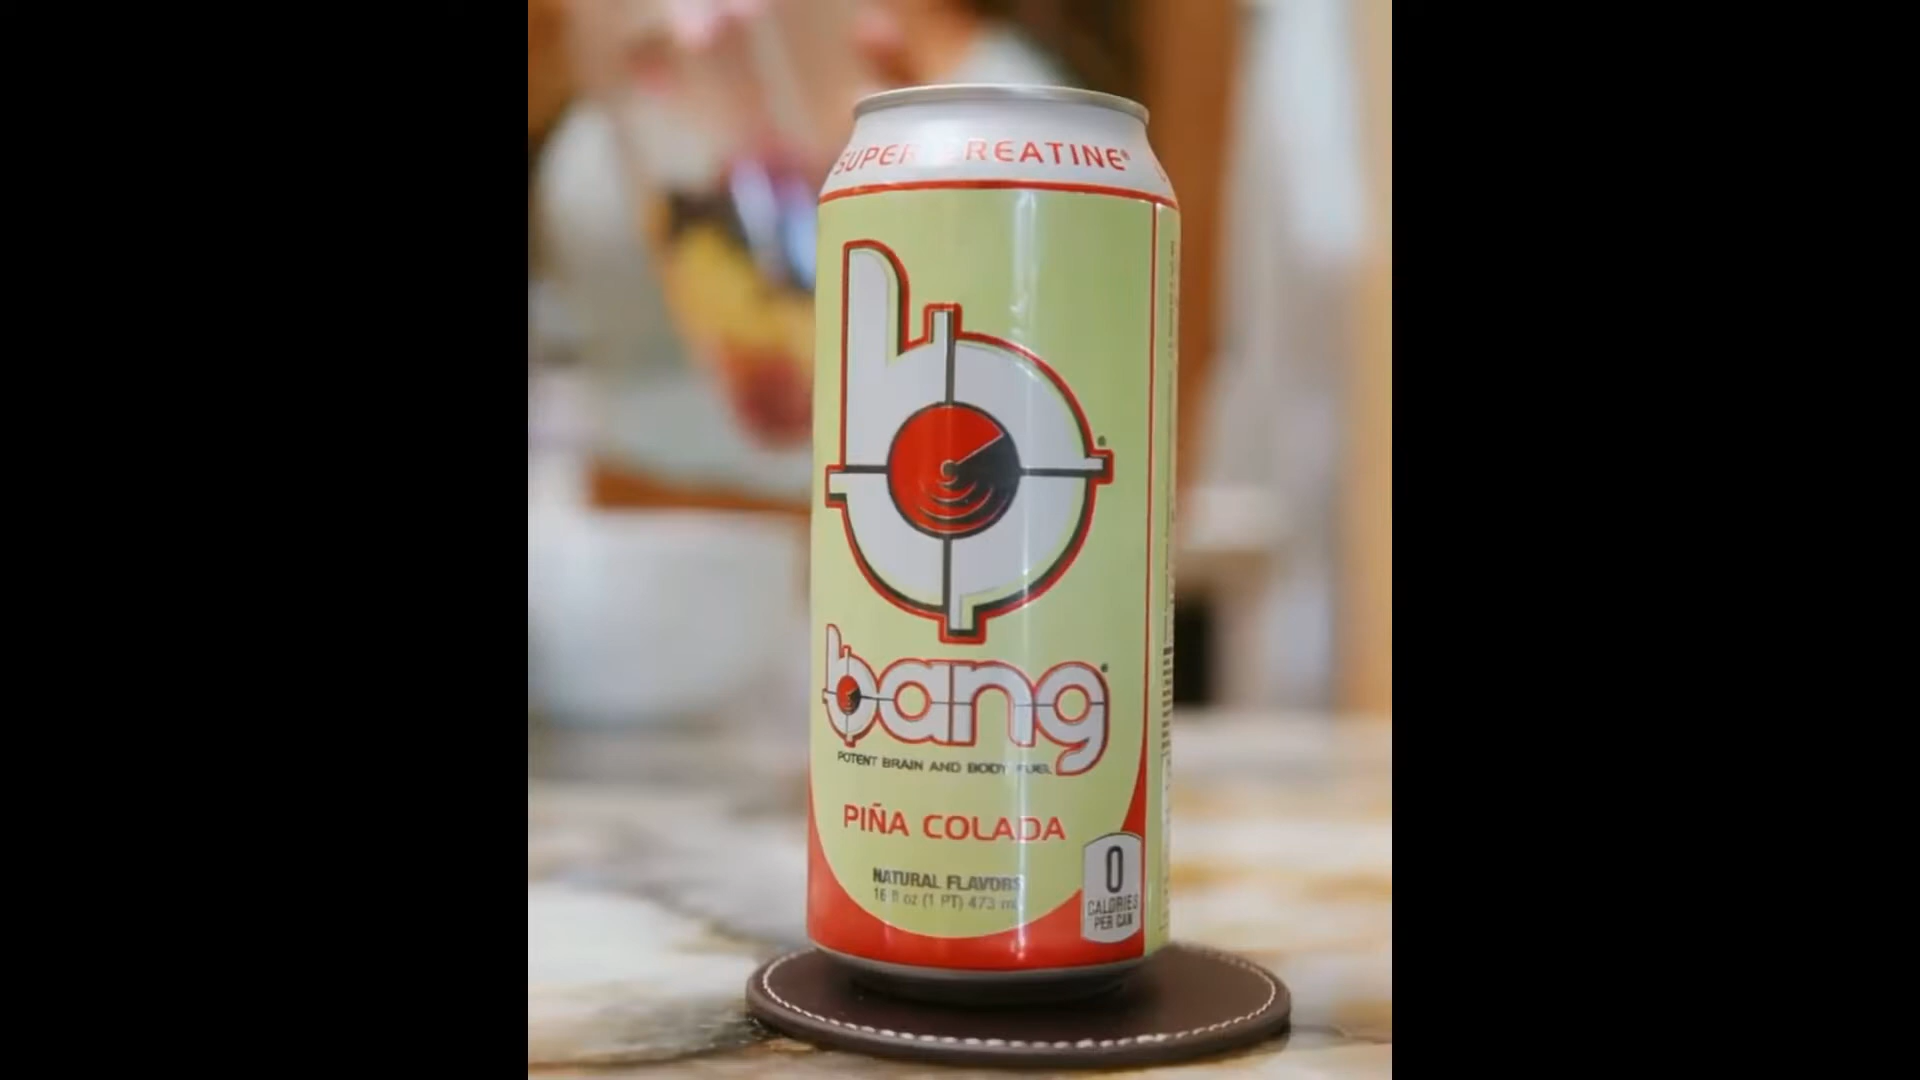 SUPER CREATINE®
bang®
POTENT BRAIN AND BODY FUEL
PIÑA COLADA
NATURAL FLAVORS
16 fl oz (1 PT) 473 mL
0
CALORIES
PER CAN